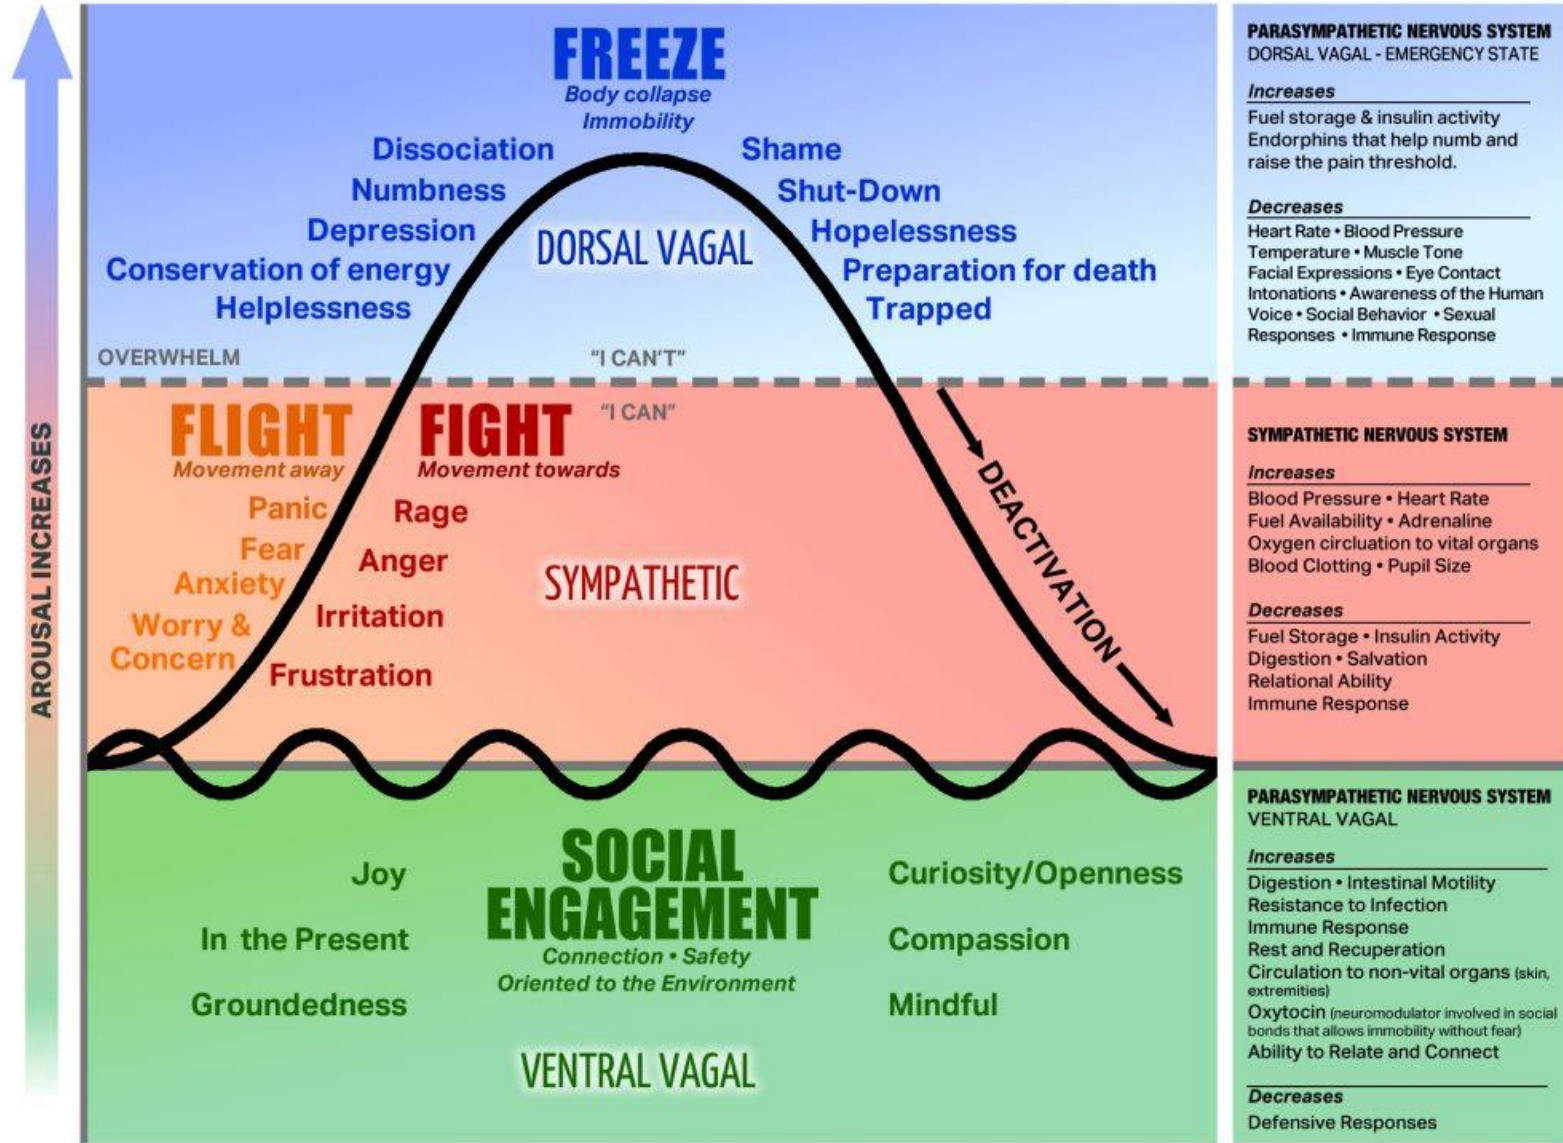 AROUSAL INCREASES
FREEZE
Body collapse
Immobility
Dissociation
Numbness
Depression
Conservation of energy
Helplessness
Shame
Shut-Down
Hopelessness
Preparation for death
Trapped
DORSAL VAGAL
OVERWHELM
"I CAN'T"
"I CAN"
FLIGHT
Movement away
Panic
Fear
Anxiety
Worry &
Concern
FIGHT
Movement towards
Rage
Anger
Irritation
Frustration
SYMPATHETIC
DEACTIVATION
SOCIAL
ENGAGEMENT
Connection • Safety
Oriented to the Environment
Joy
In the Present
Groundedness
Curiosity/Openness
Compassion
Mindful
VENTRAL VAGAL
PARASYMPATHETIC NERVOUS SYSTEM
DORSAL VAGAL - EMERGENCY STATE
Increases
Fuel storage & insulin activity
Endorphins that help numb and
raise the pain threshold.
Decreases
Heart Rate • Blood Pressure
Temperature • Muscle Tone
Facial Expressions • Eye Contact
Intonations • Awareness of the Human
Voice • Social Behavior • Sexual
Responses • Immune Response
SYMPATHETIC NERVOUS SYSTEM
Increases
Blood Pressure • Heart Rate
Fuel Availability • Adrenaline
Oxygen circluation to vital organs
Blood Clotting • Pupil Size
Decreases
Fuel Storage • Insulin Activity
Digestion • Salvation
Relational Ability
Immune Response
PARASYMPATHETIC NERVOUS SYSTEM
VENTRAL VAGAL
Increases
Digestion • Intestinal Motility
Resistance to Infection
Immune Response
Rest and Recuperation
Circulation to non-vital organs (skin,
extremities)
Oxytocin (neuromodulator involved in social
bonds that allows immobility without fear)
Ability to Relate and Connect
Decreases
Defensive Responses